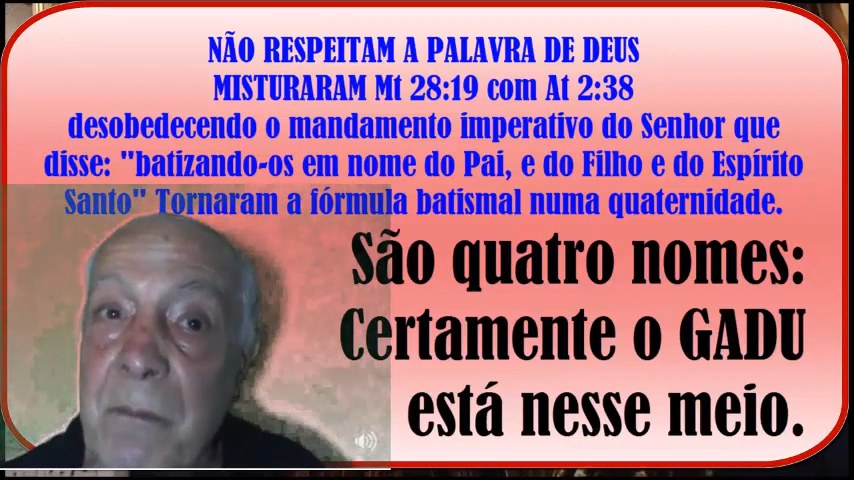 NÃO RESPEITAM A PALAVRA DE DEUS
MISTURARAM Mt 28:19 com At 2:38
desobedecendo o mandamento imperativo do Senhor que
disse: "batizando-os em nome do Pai, e do Filho e do Espírito
Santo" Tornaram a fórmula batismal numa quaternidade.
São quatro nomes:
Certamente o GADU
está nesse meio.